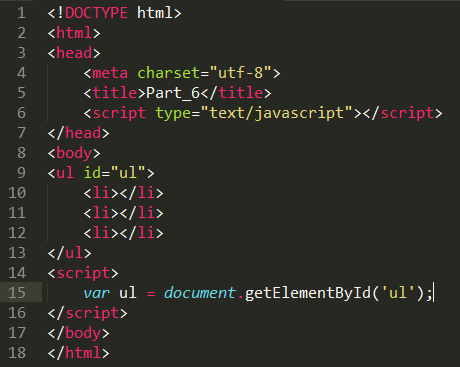 1 <!DOCTYPE html>
2 <html>
3 <head>
4     <meta charset="utf-8">
5     <title>Part_6</title>
6     <script type="text/javascript"></script>
7 </head>
8 <body>
9 <ul id="ul">
10     <li></li>
11     <li></li>
12     <li></li>
13 </ul>
14 <script>
15     var ul = document.getElementById('ul');
16 </script>
17 </body>
18 </html>